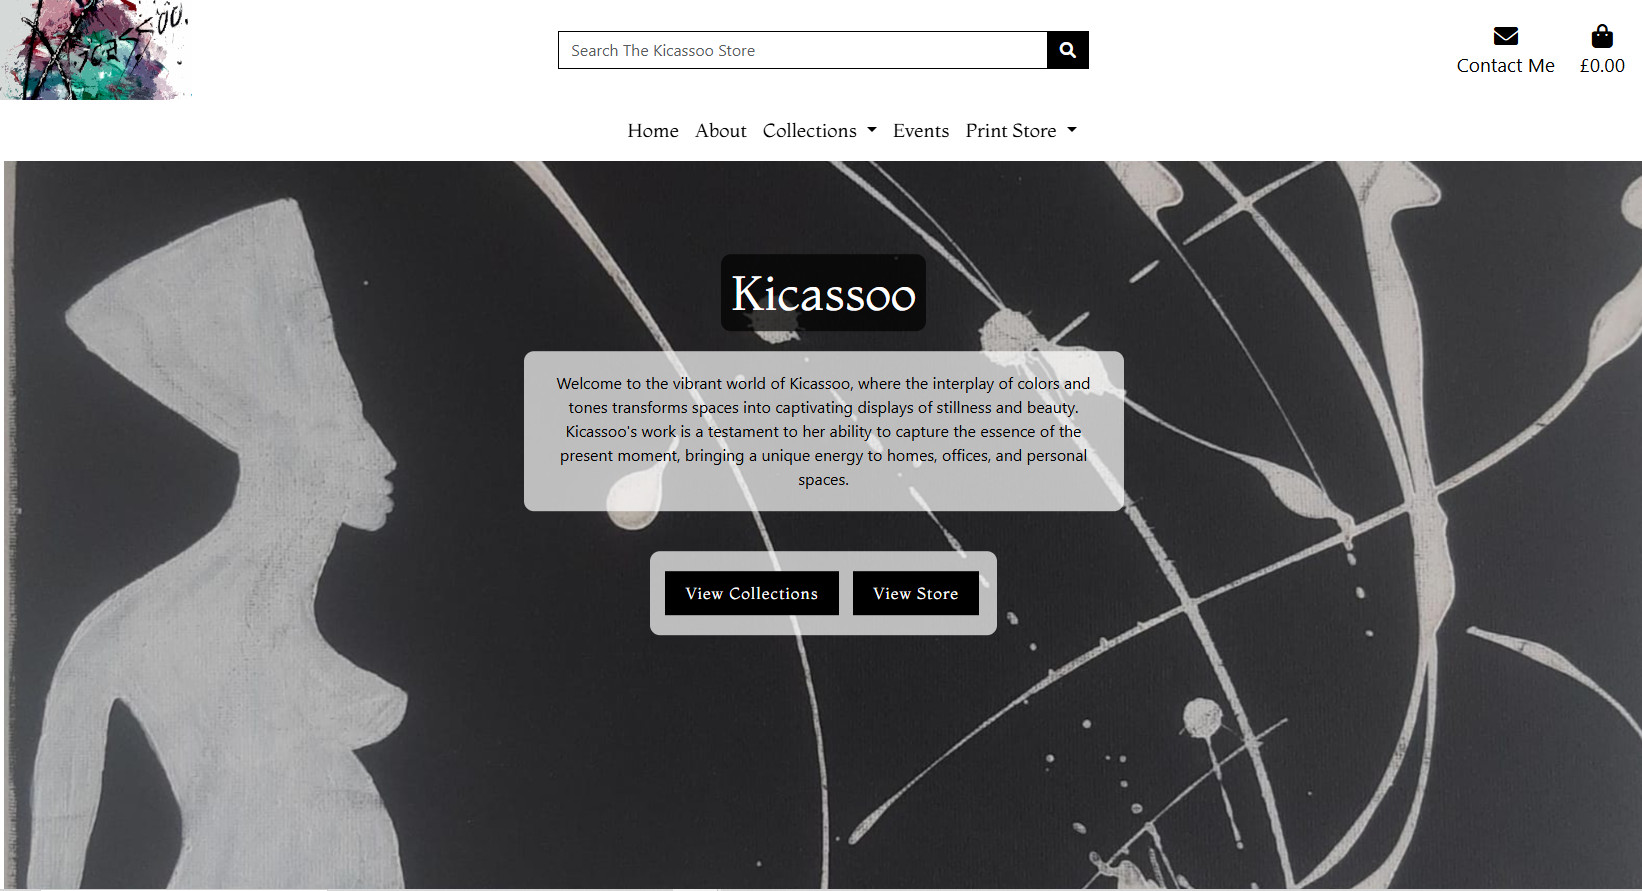 Kicassoo.
Search The Kicassoo Store
Contact Me
£0.00
Home About Collections Events Print Store
Kicassoo
Welcome to the vibrant world of Kicassoo, where the interplay of colors and
tones transforms spaces into captivating displays of stillness and beauty.
Kicassoo's work is a testament to her ability to capture the essence of the
present moment, bringing a unique energy to homes, offices, and personal
spaces.
View Collections
View Store